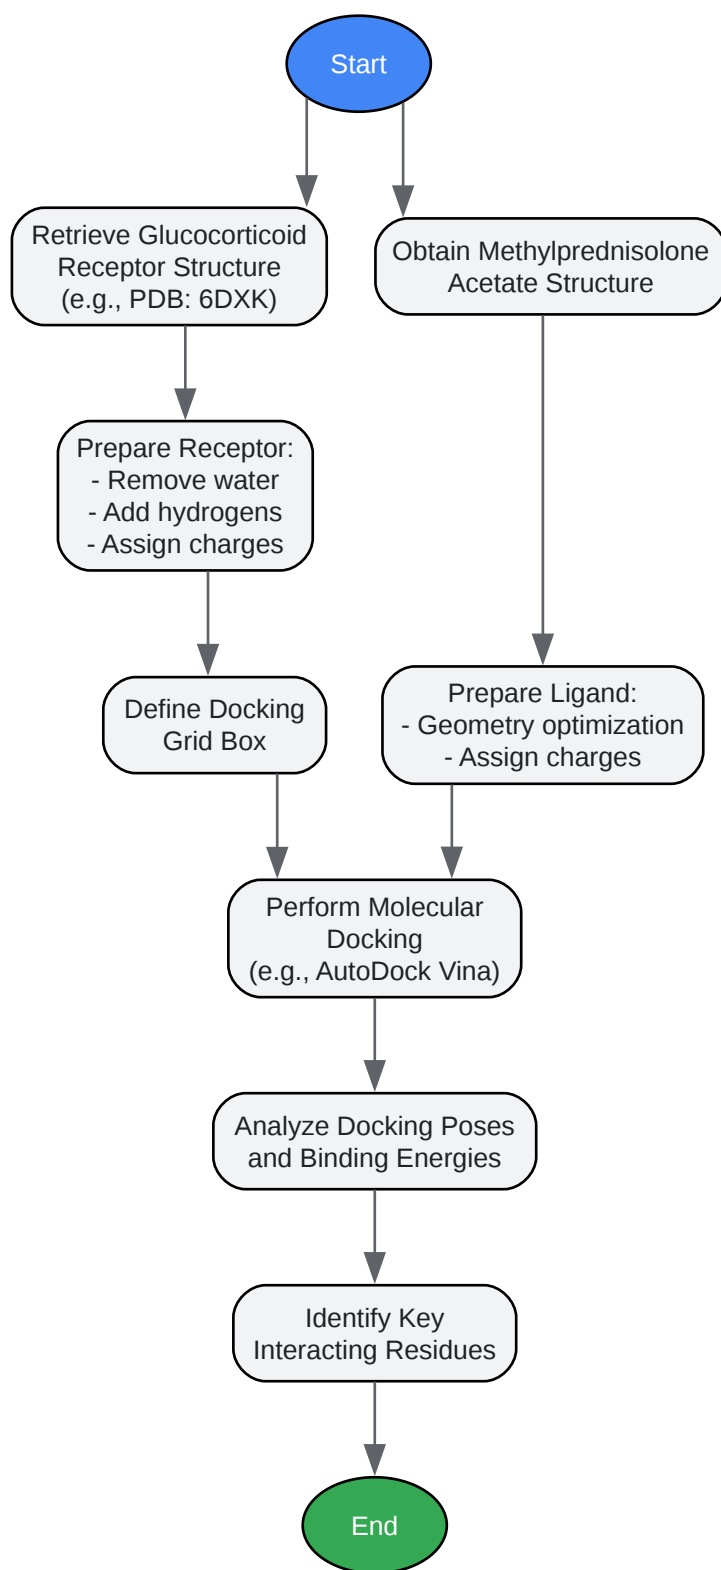 Start
Retrieve Glucocorticoid
Receptor Structure
(e.g., PDB: 6DXK)
Obtain Methylprednisolone
Acetate Structure
Prepare Receptor:
- Remove water
- Add hydrogens
- Assign charges
Define Docking
Grid Box
Prepare Ligand:
- Geometry optimization
- Assign charges
Perform Molecular
Docking
(e.g., AutoDock Vina)
Analyze Docking Poses
and Binding Energies
Identify Key
Interacting Residues
End